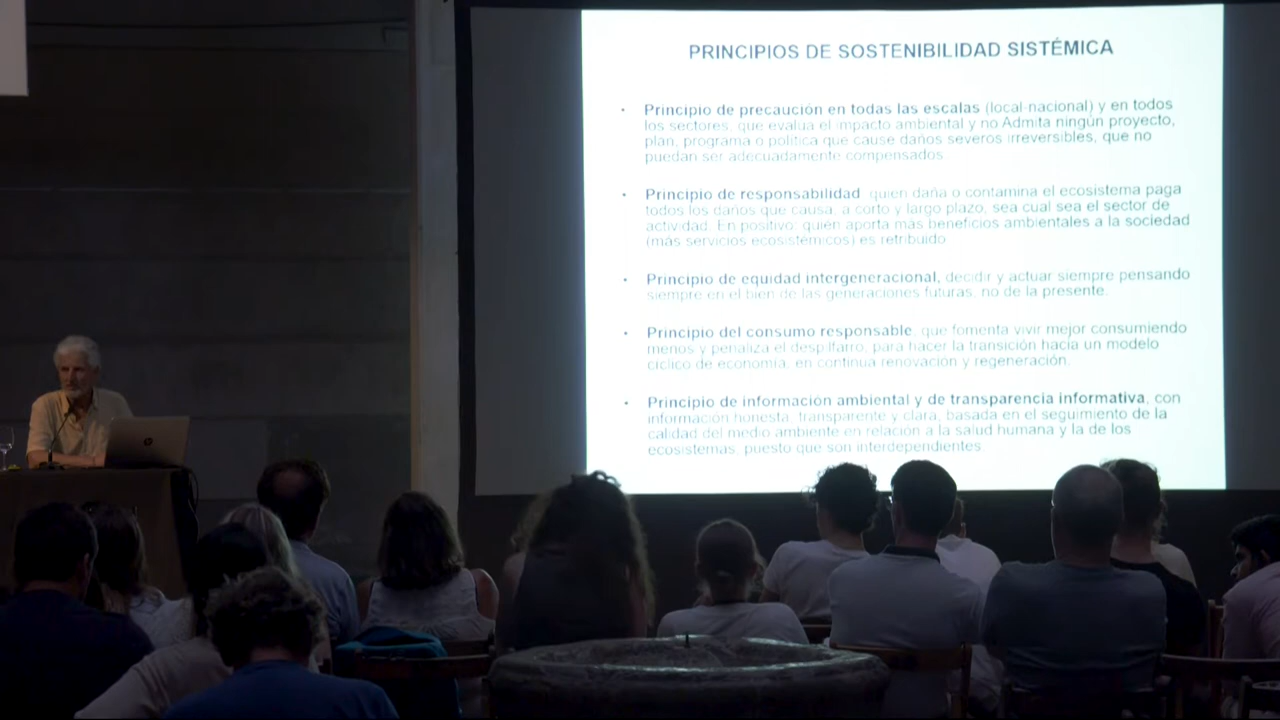 PRINCIPIOS DE SOSTENIBILIDAD SISTÉMICA
• Principio de precaución en todas las escalas (local-nacional) y en todos
los sectores, que evalua el impacto ambiental y no Admita ningún proyecto,
plan, programa o política que cause daños severos irreversibles, que no
puedan ser adecuadamente compensados
• Principio de responsabilidad, quien daña o contamina el ecosistema paga
todos los daños que causa, a corto y largo plazo, sea cual sea el sector de
actividad. En positivo: quién aporta más beneficios ambientales a la sociedad
(más servicios ecosistémicos) es retribuido
• Principio de equidad intergeneracional, decidir y actuar siempre pensando
siempre en el bien de las generaciones futuras, no de la presente.
• Principio del consumo responsable, que fomenta vivir mejor consumiendo
menos y penaliza el despilfarro, para hacer la transición hacia un modelo
cíclico de economía, en continua renovación y regeneración.
• Principio de información ambiental y de transparencia informativa, con
información honesta, transparente y clara, basada en el seguimiento de la
calidad del medio ambiente en relación a la salud humana y la de los
ecosistemas, puesto que son interdependientes